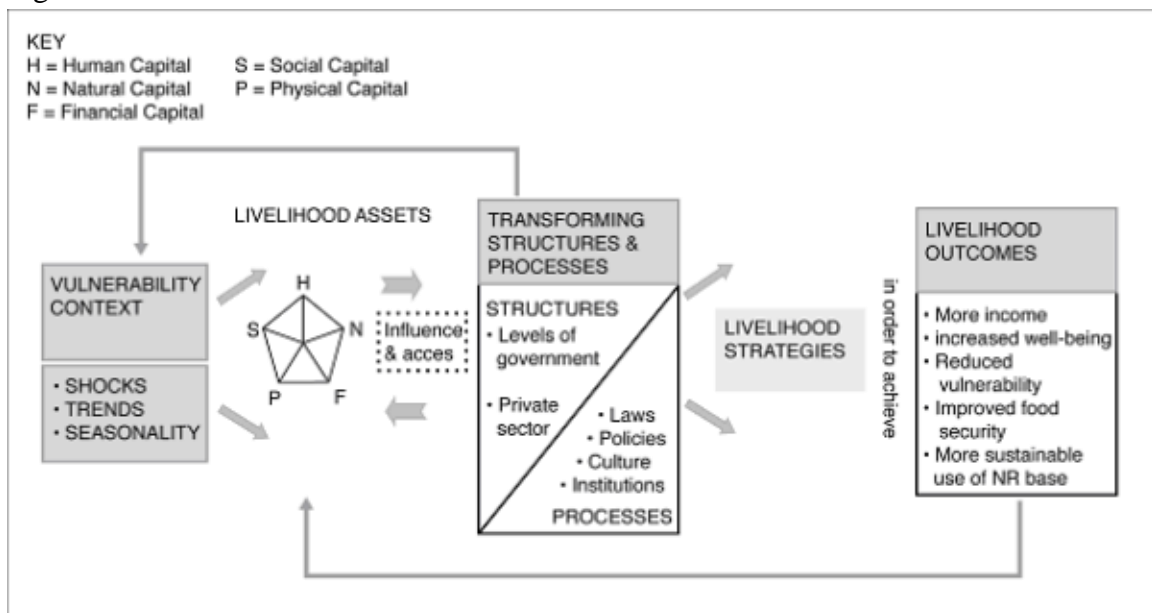 KEY
H = Human Capital S = Social Capital
N = Natural Capital P = Physical Capital
F = Financial Capital
LIVELIHOOD ASSETS
VULNERABILITY
CONTEXT
• SHOCKS
• TRENDS
• SEASONALITY
H
S
N
P
F
Influence
& acces
TRANSFORMING
STRUCTURES &
PROCESSES
STRUCTURES
• Levels of
government
• Private
sector
• Laws
• Policies
• Culture
• Institutions
PROCESSES
LIVELIHOOD
STRATEGIES
in order to achieve
LIVELIHOOD
OUTCOMES
• More income
• increased well-being
• Reduced
vulnerability
• Improved food
security
• More sustainable
use of NR base